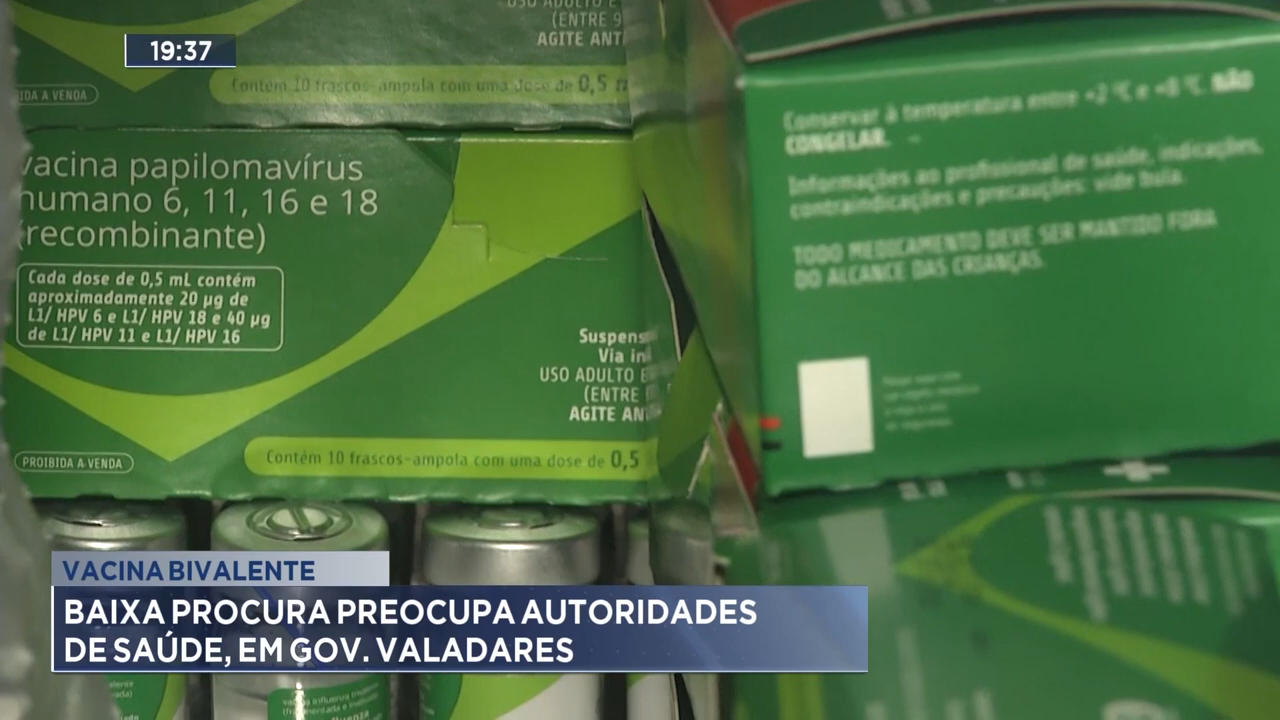 19:37
(ENTRE 9
AGITE ANT
Contém 10 frascos-ampola com uma dose de 0,5
IDA A VENDA
vacina papilomavírus
humano 6, 11, 16 e 18
(recombinante)
Cada dose de 0,5 mL contém
aproximadamente 20 µg de
L1/ HPV 6 e L1/ HPV 18 e 40 µg
de L1/ HPV 11 e L1/ HPV 16
Suspens
Via in
USO ADULTO E
(ENTRE
AGITE AN
PROIBIDA A VENDA
Contém 10 frascos-ampola com uma dose de 0,5
Conservar à temperatura entre +2 °C e +8 °C. NÃO
CONGELAR.
Informações ao profissional de saúde, indicações,
contraindicações e precauções: vide bula.
TODO MEDICAMENTO DEVE SER MANTIDO FORA
DO ALCANCE DAS CRIANÇAS.
VACINA BIVALENTE
BAIXA PROCURA PREOCUPA AUTORIDADES
DE SAÚDE, EM GOV. VALADARES
vacina influenza